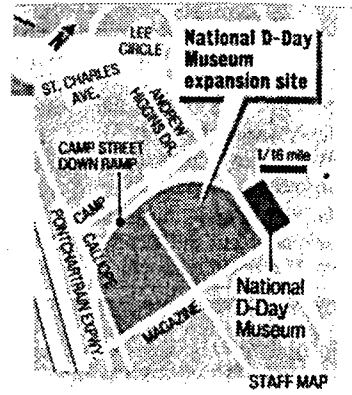 LEE
CIRCLE
National D-Day
Museum
expansion site
ST. CHARLES
AVE.
ANDREW
HIGGINS DR.
CAMP STREET
DOWN RAMP
1/16 mile
CAMP
CALLIOPE
PONTCHARTRAIN EXPWY.
MAGAZINE
National
D-Day
Museum
STAFF MAP